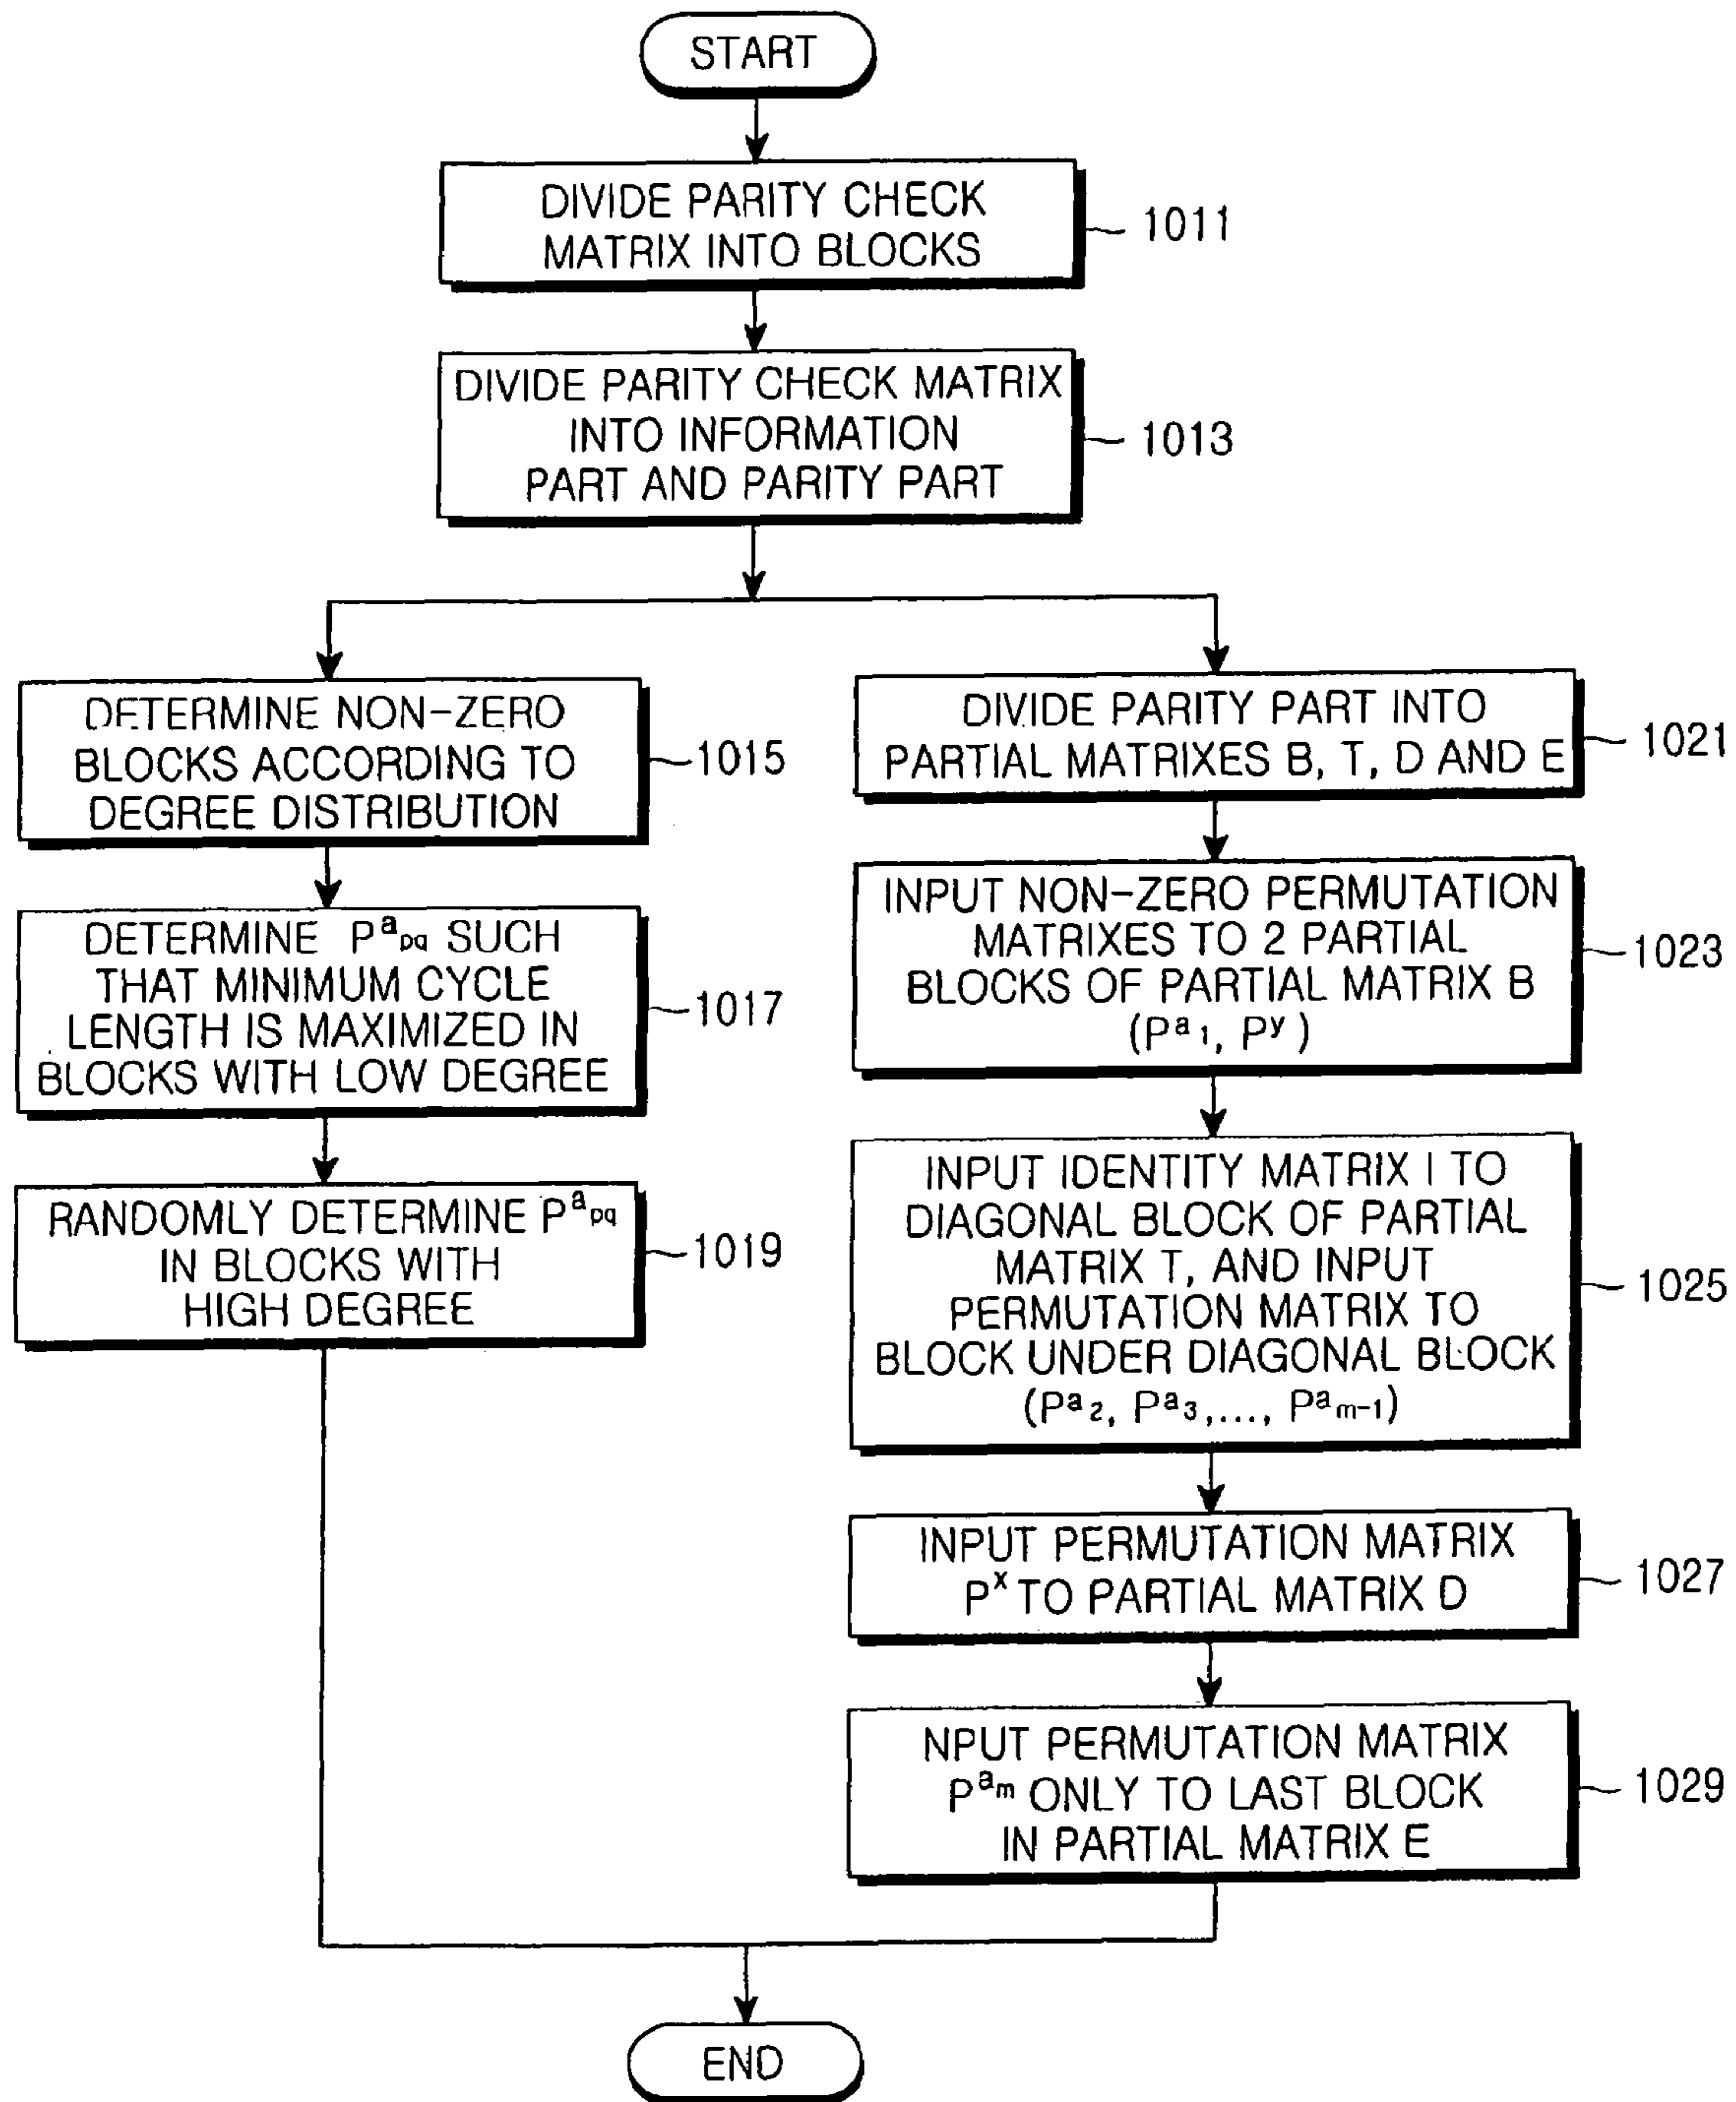 START
DIVIDE PARITY CHECK
MATRIX INTO BLOCKS
1011
DIVIDE PARITY CHECK MATRIX
INTO INFORMATION
PART AND PARITY PART
1013
DETERMINE NON-ZERO
BLOCKS ACCORDING TO
DEGREE DISTRIBUTION
1015
DETERMINE P^a_pq SUCH
THAT MINIMUM CYCLE
LENGTH IS MAXIMIZED IN
BLOCKS WITH LOW DEGREE
1017
RANDOMLY DETERMINE P^a_pq
IN BLOCKS WITH
HIGH DEGREE
1019
DIVIDE PARITY PART INTO
PARTIAL MATRIXES B, T, D AND E
1021
INPUT NON-ZERO PERMUTATION
MATRIXES TO 2 PARTIAL
BLOCKS OF PARTIAL MATRIX B
(P^a_1, P^y)
1023
INPUT IDENTITY MATRIX I TO
DIAGONAL BLOCK OF PARTIAL
MATRIX T, AND INPUT
PERMUTATION MATRIX TO
BLOCK UNDER DIAGONAL BLOCK
(P^a_2, P^a_3,..., P^a_m-1)
1025
INPUT PERMUTATION MATRIX
P^x TO PARTIAL MATRIX D
1027
NPUT PERMUTATION MATRIX
P^a_m ONLY TO LAST BLOCK
IN PARTIAL MATRIX E
1029
END